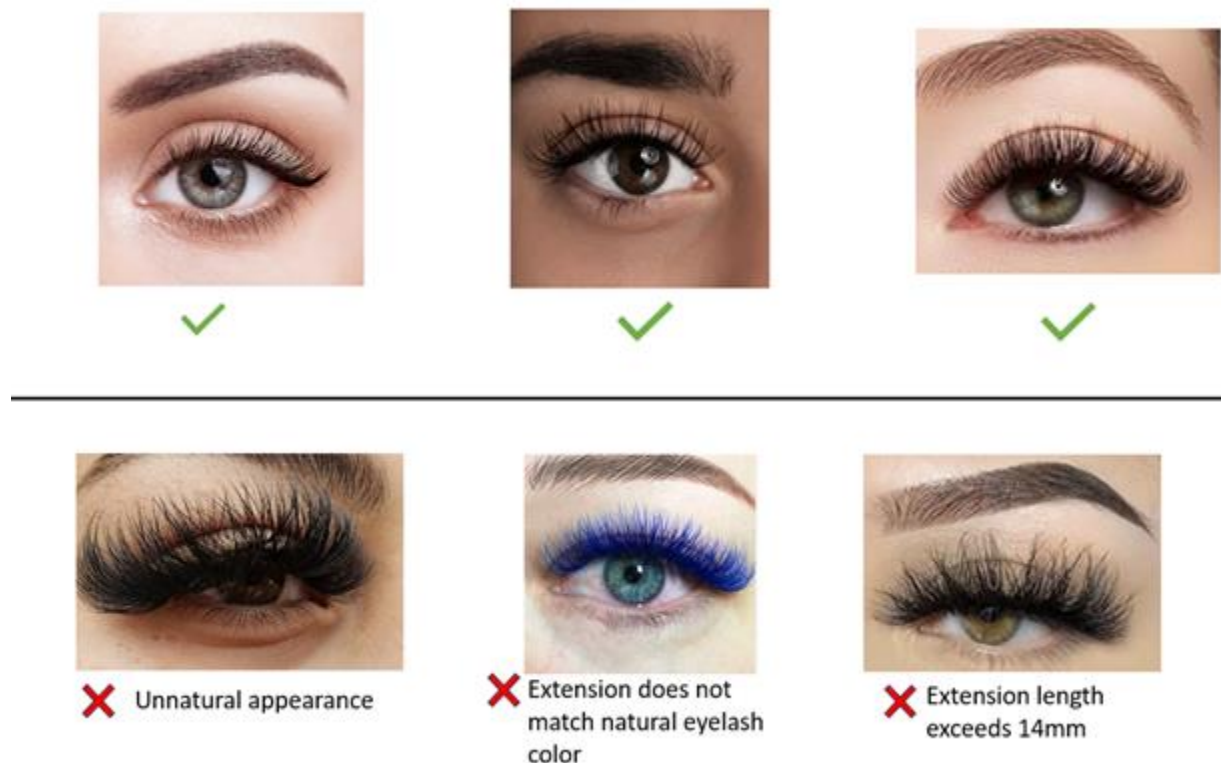 Unnatural appearance
Extension does not
match natural eyelash
color
Extension length
exceeds 14mm